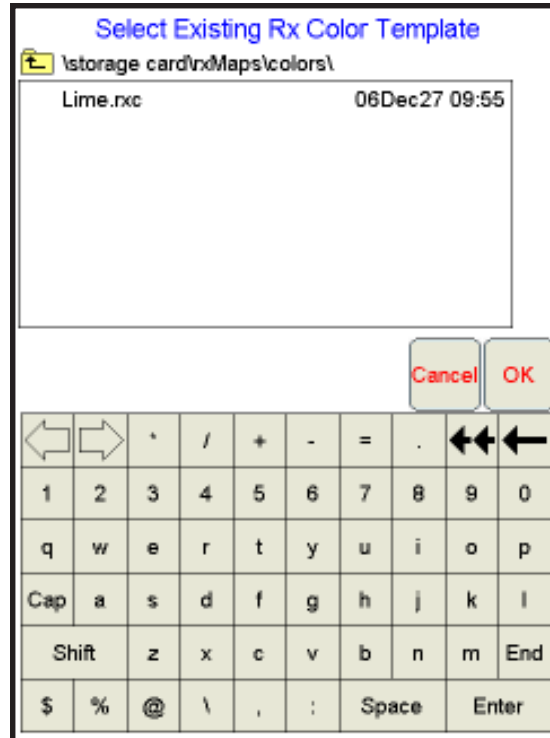 Select Existing Rx Color Template
\storage card\rxMaps\colors\
Lime.rxc 06Dec27 09:55
Cancel OK
* / + - = .
1 2 3 4 5 6 7 8 9 0
q w e r t y u i o p
Cap a s d f g h j k l
Shift z x c v b n m End
$ % @ \ , : Space Enter